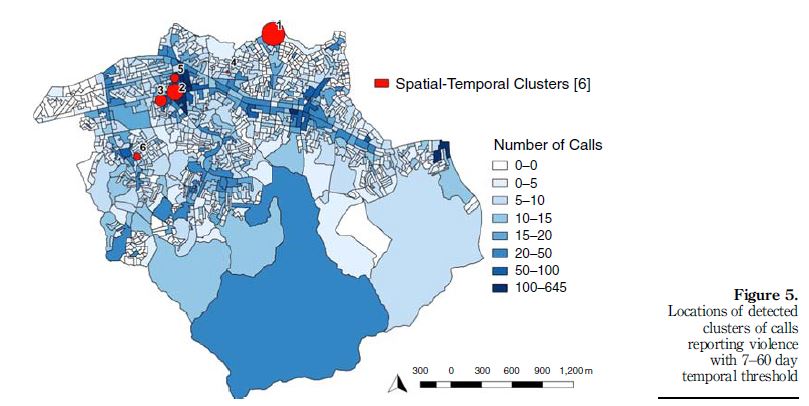 1
5
4
3
2
6
Spatial-Temporal Clusters [6]
Number of Calls
0–0
0–5
5–10
10–15
15–20
20–50
50–100
100–645
300 0 300 600 900 1,200 m
Figure 5.
Locations of detected
clusters of calls
reporting violence
with 7–60 day
temporal threshold